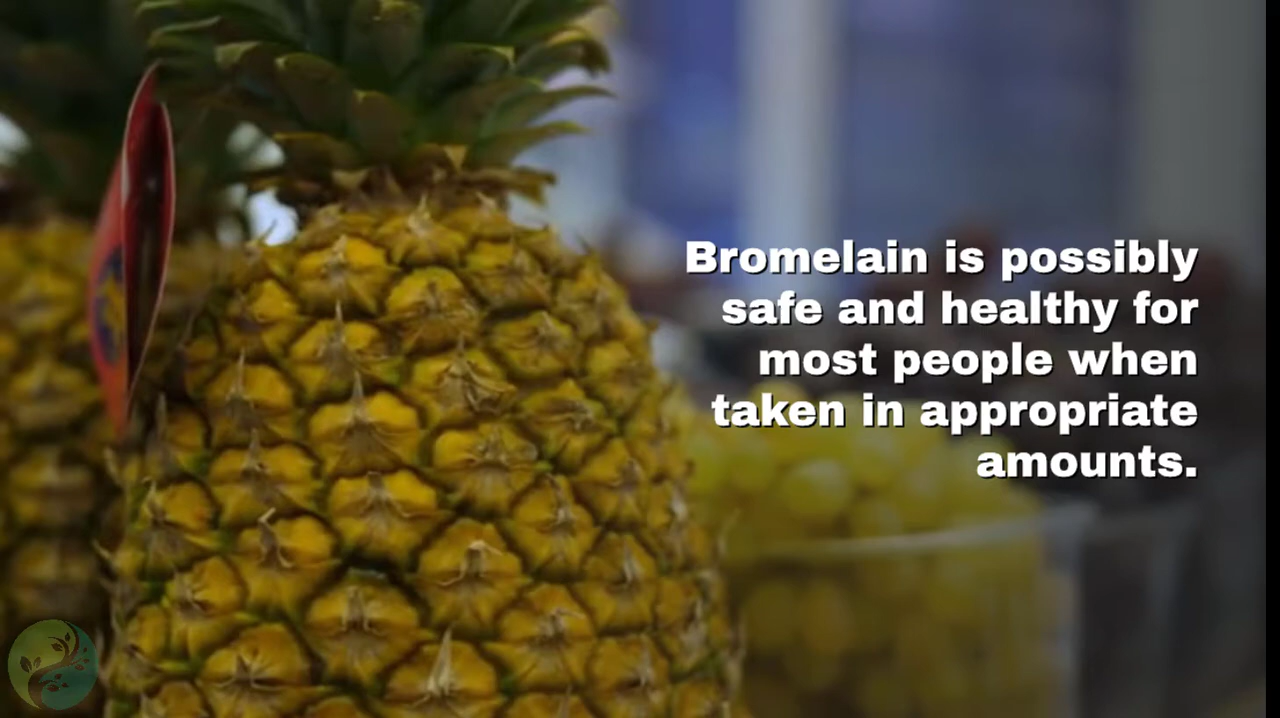 Bromelain is possibly
safe and healthy for
most people when
taken in appropriate
amounts.